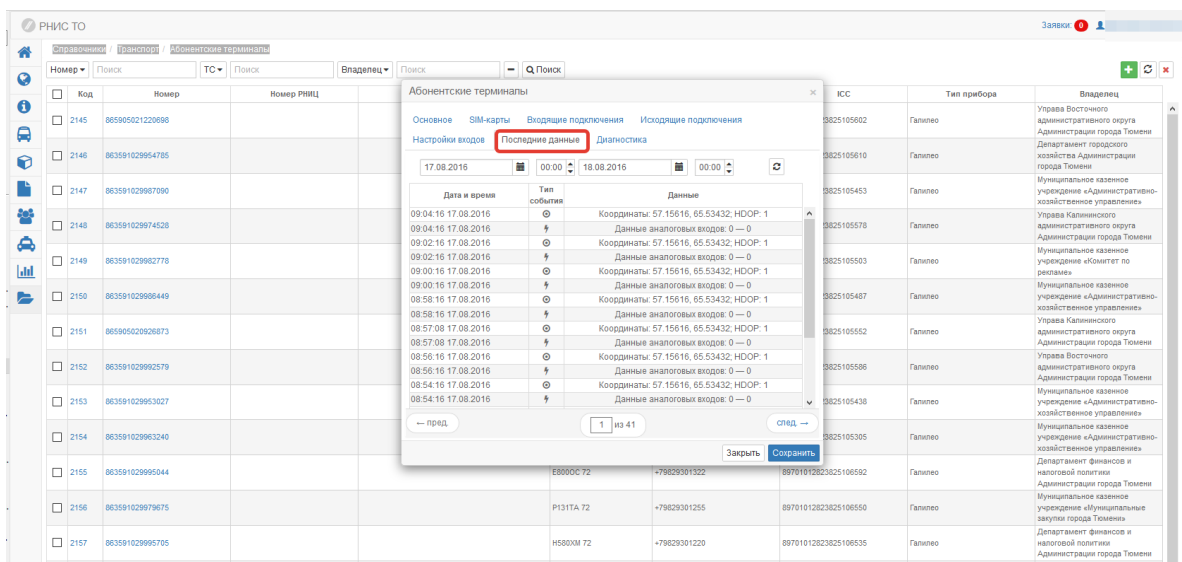 РНИС ТО
Заявки: 0
Справочники / Транспорт / Абонентские терминалы
Номер Поиск ТС Поиск Владелец Поиск Поиск
Код Номер Номер РНИЦ ICC Тип прибора Владелец
2145 865905021220698 23825105602 Галилео Управа Восточного
административного округа
Администрации города Тюмени
2146 863591029954785 23825105610 Галилео Департамент городского
хозяйства Администрации
города Тюмени
2147 863591029987090 23825105453 Галилео Муниципальное казенное
учреждение «Административно-
хозяйственное управление»
2148 863591029974528 23825105578 Галилео Управа Калининского
административного округа
Администрации города Тюмени
2149 863591029982778 23825105503 Галилео Муниципальное казенное
учреждение «Комитет по
рекламе»
2150 863591029986449 23825105487 Галилео Муниципальное казенное
учреждение «Административно-
хозяйственное управление»
2151 865905020926873 23825105552 Галилео Управа Калининского
административного округа
Администрации города Тюмени
2152 863591029992579 23825105586 Галилео Управа Восточного
административного округа
Администрации города Тюмени
2153 863591029953027 23825105438 Галилео Муниципальное казенное
учреждение «Административно-
хозяйственное управление»
2154 863591029963240 23825105305 Галилео Муниципальное казенное
учреждение «Административно-
хозяйственное управление»
2155 863591029995044 Е800ОС 72 +79829301322 89701012823825106592 Галилео Департамент финансов и
налоговой политики
Администрации города Тюмени
2156 863591029979675 Р131ТА 72 +79829301255 89701012823825106550 Галилео Муниципальное казенное
учреждение «Муниципальные
закупки города Тюмени»
2157 863591029995705 Н580ХМ 72 +79829301220 89701012823825106535 Галилео Департамент финансов и
налоговой политики
Администрации города Тюмени
Абонентские терминалы ×
Основное SIM-карты Входящие подключения Исходящие подключения
Настройки входов Последние данные Диагностика
17.08.2016 00:00 18.08.2016 00:00
Дата и время Тип события Данные
09:04:16 17.08.2016 Координаты: 57.15616, 65.53432; HDOP: 1
09:04:16 17.08.2016 Данные аналоговых входов: 0 — 0
09:02:16 17.08.2016 Координаты: 57.15616, 65.53432; HDOP: 1
09:02:16 17.08.2016 Данные аналоговых входов: 0 — 0
09:00:16 17.08.2016 Координаты: 57.15616, 65.53432; HDOP: 1
09:00:16 17.08.2016 Данные аналоговых входов: 0 — 0
08:58:16 17.08.2016 Координаты: 57.15616, 65.53432; HDOP: 1
08:58:16 17.08.2016 Данные аналоговых входов: 0 — 0
08:57:08 17.08.2016 Координаты: 57.15616, 65.53432; HDOP: 1
08:57:08 17.08.2016 Данные аналоговых входов: 0 — 0
08:56:16 17.08.2016 Координаты: 57.15616, 65.53432; HDOP: 1
08:56:16 17.08.2016 Данные аналоговых входов: 0 — 0
08:54:16 17.08.2016 Координаты: 57.15616, 65.53432; HDOP: 1
08:54:16 17.08.2016 Данные аналоговых входов: 0 — 0
← пред. 1 из 41 след. →
Закрыть Сохранить